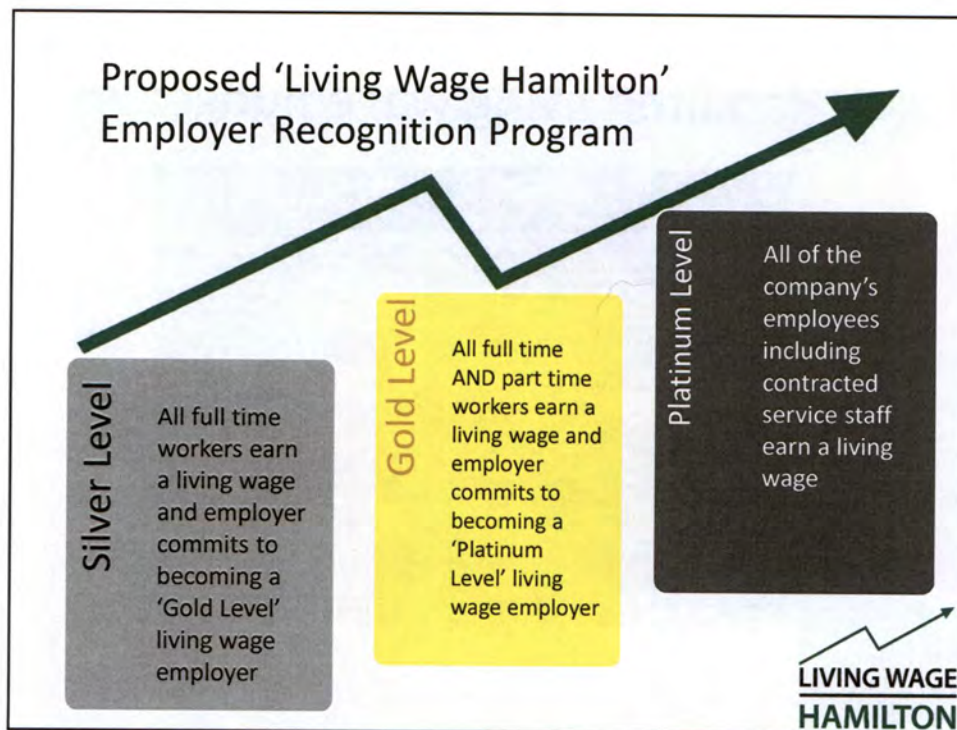 Proposed ‘Living Wage Hamilton’
Employer Recognition Program
Silver Level
All full time
workers earn
a living wage
and employer
commits to
becoming a
‘Gold Level’
living wage
employer
Gold Level
All full time
AND part time
workers earn a
living wage and
employer
commits to
becoming a
‘Platinum
Level’ living
wage employer
Platinum Level
All of the
company’s
employees
including
contracted
service staff
earn a living
wage
LIVING WAGE
HAMILTON